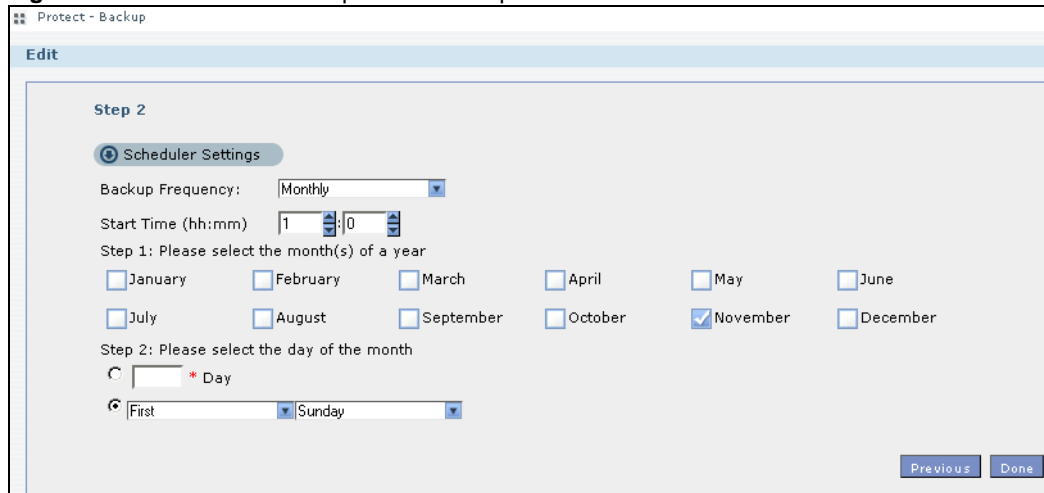 Protect - Backup
Edit
Step 2
Scheduler Settings
Backup Frequency: Monthly
Start Time (hh:mm) 1 :0
Step 1: Please select the month(s) of a year
January February March April May June
July August September October November December
Step 2: Please select the day of the month
* Day
First Sunday
Previous Done